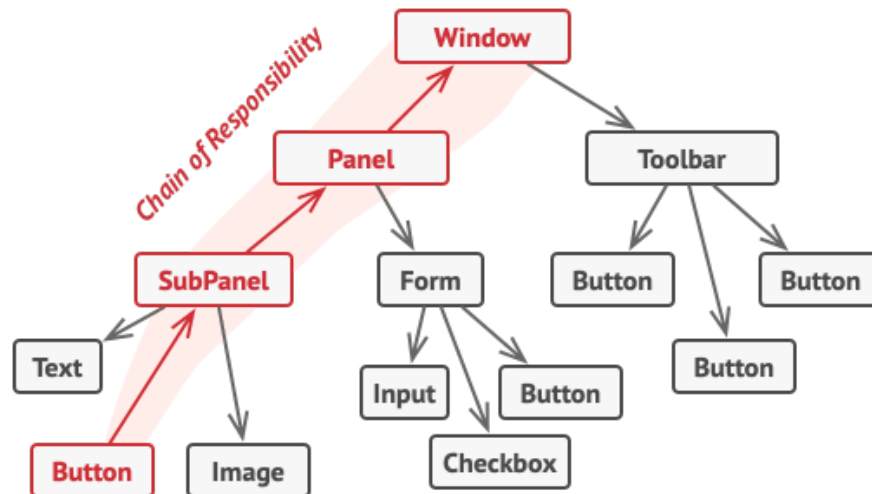 Window
Chain of Responsibility
Panel
Toolbar
SubPanel
Form
Button
Button
Text
Input
Button
Button
Button
Image
Checkbox